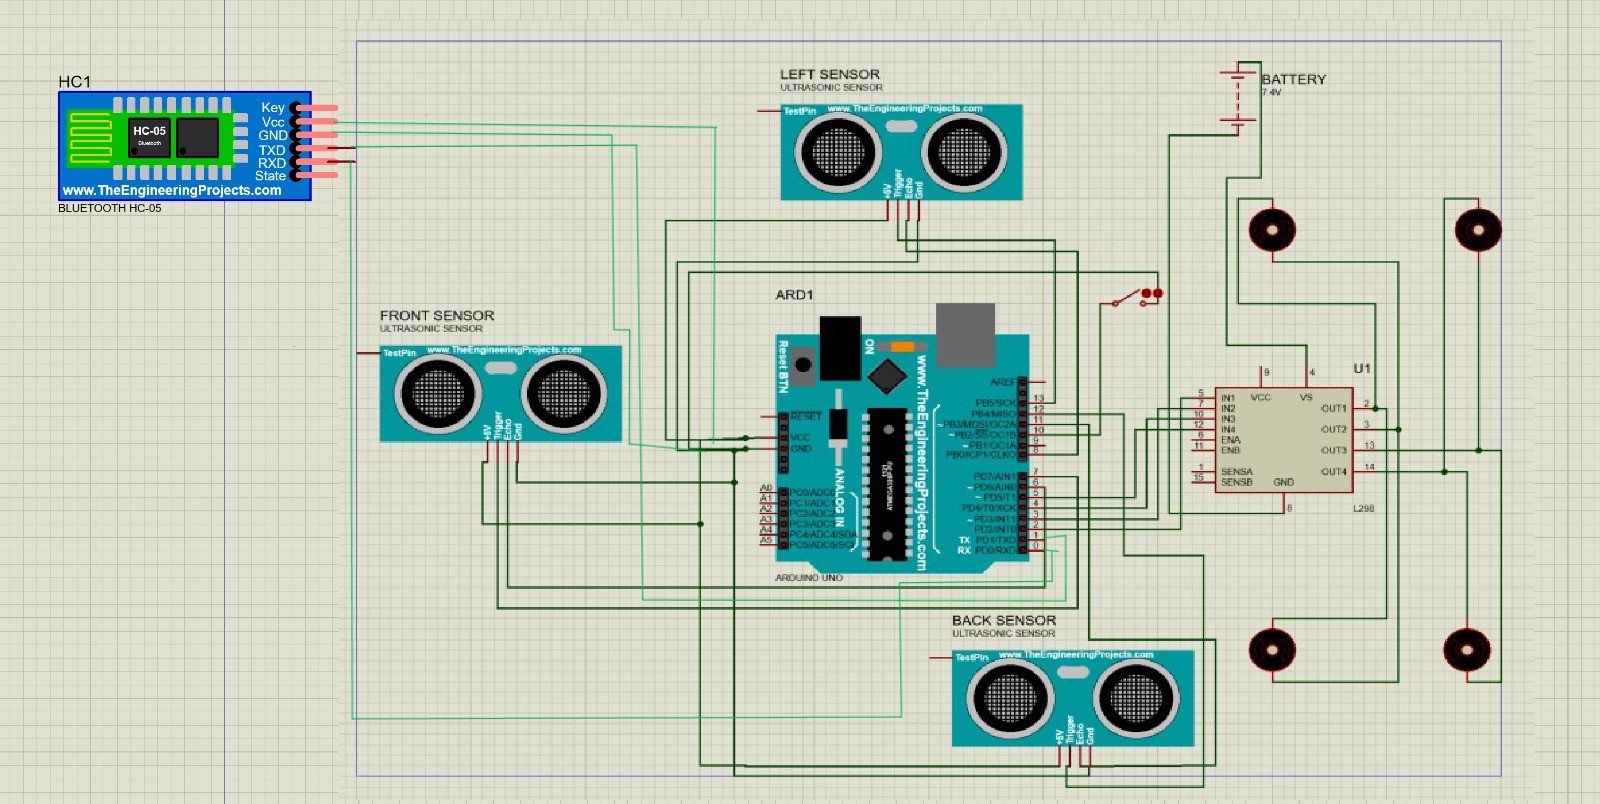 HC1
Key
Vcc
GND
TXD
RXD
State
HC-05
Bluetooth
www.TheEngineeringProjects.com
BLUETOOTH HC-05
LEFT SENSOR
ULTRASONIC SENSOR
TestPin
www.TheEngineeringProjects.com
+5V
Trigger
Echo
Gnd
BATTERY
7.4V
FRONT SENSOR
ULTRASONIC SENSOR
TestPin
www.TheEngineeringProjects.com
+5V
Trigger
Echo
Gnd
ARD1
Reset BTN
ON
www.TheEngineeringProjects.com
ANALOG IN
RESET
VCC
GND
A0
A1
A2
A3
A4
A5
PC0/ADC0
PC1/ADC1
PC2/ADC2
PC3/ADC3
PC4/ADC4/SDA
PC5/ADC5/SCL
AREF
PB5/SCK
PB4/MISO
~PB3/MOSI/OC2A
~PB2/SS/OC1B
~PB1/OC1A
PB0/ICP1/CLKO
13
12
11
10
9
8
PD7/AIN1
~PD6/AIN0
~PD5/T1
PD4/T0/XCK
~PD3/INT1
PD2/INT0
TX PD1/TXD
RX PD0/RXD
7
6
5
4
3
2
1
0
ARDUINO UNO
U1
5
7
10
12
6
11
1
15
IN1
IN2
IN3
IN4
ENA
ENB
SENSA
SENSB
9
4
VCC
VS
OUT1
OUT2
OUT3
OUT4
GND
2
3
13
14
8
L298
BACK SENSOR
ULTRASONIC SENSOR
TestPin
www.TheEngineeringProjects.com
+5V
Trigger
Echo
Gnd